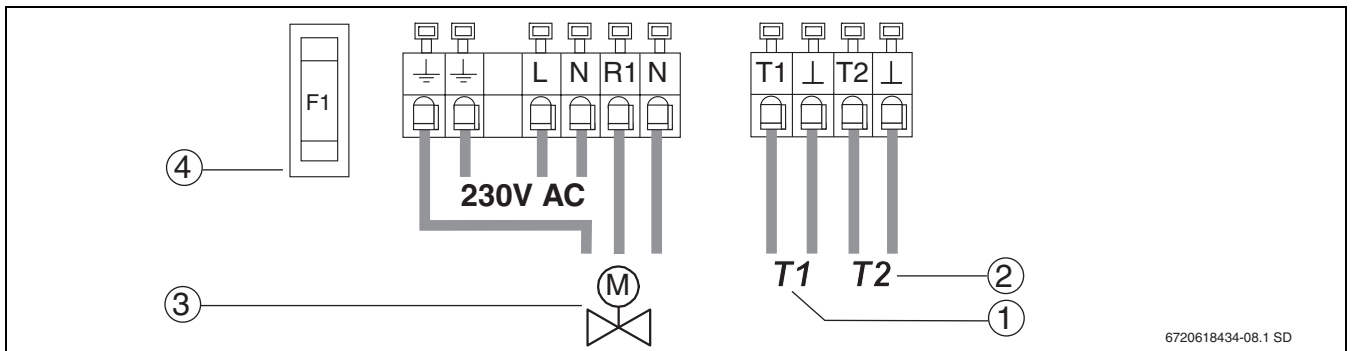 L N R1 N T1 ⊥ T2 ⊥
F1
④
230V AC
T1 T2 ②
③ M ①
6720618434-08.1 SD